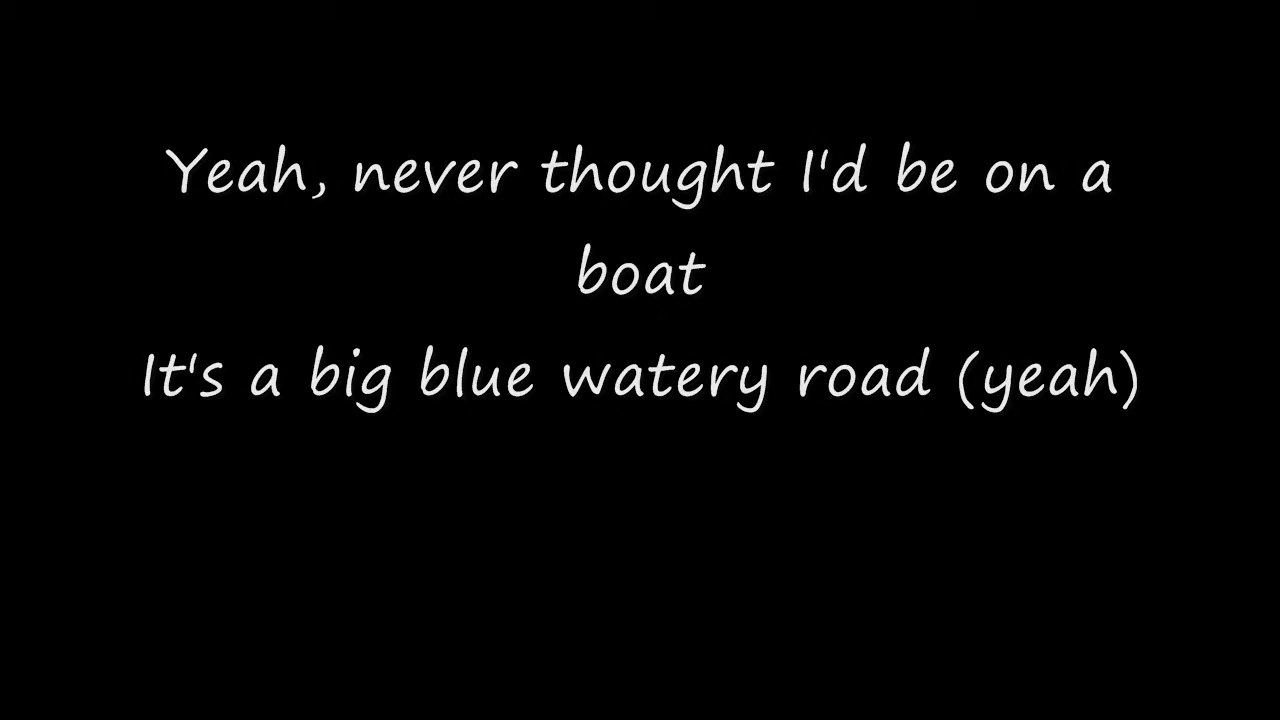 Yeah, never thought I'd be on a
boat
It's a big blue watery road (yeah)